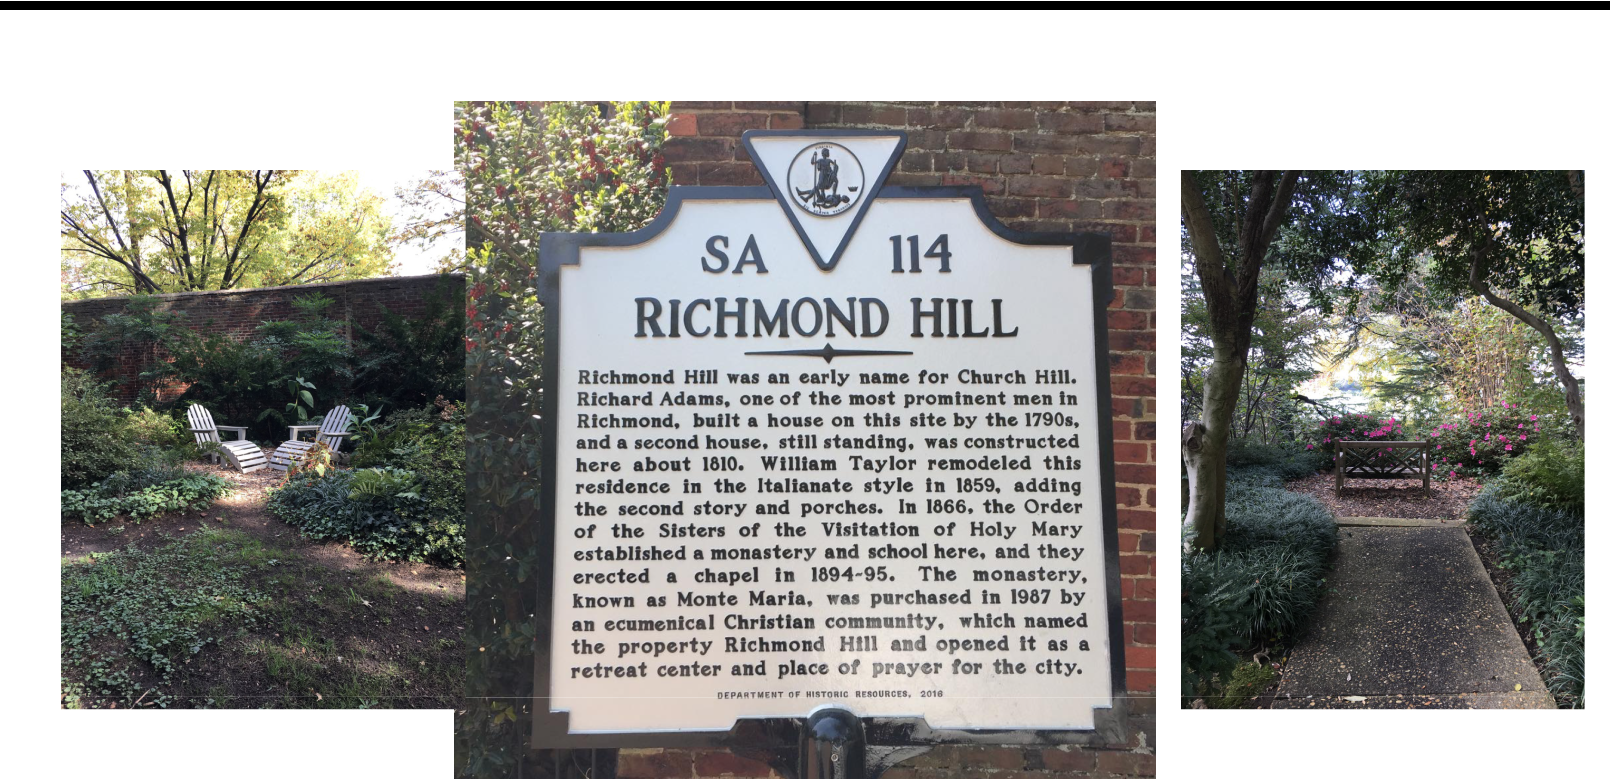 SA 114
RICHMOND HILL
Richmond Hill was an early name for Church Hill.
Richard Adams, one of the most prominent men in
Richmond, built a house on this site by the 1790s,
and a second house, still standing, was constructed
here about 1810. William Taylor remodeled this
residence in the Italianate style in 1859, adding
the second story and porches. In 1866, the Order
of the Sisters of the Visitation of Holy Mary
established a monastery and school here, and they
erected a chapel in 1894-95. The monastery,
known as Monte Maria, was purchased in 1987 by
an ecumenical Christian community, which named
the property Richmond Hill and opened it as a
retreat center and place of prayer for the city.
DEPARTMENT OF HISTORIC RESOURCES, 2016